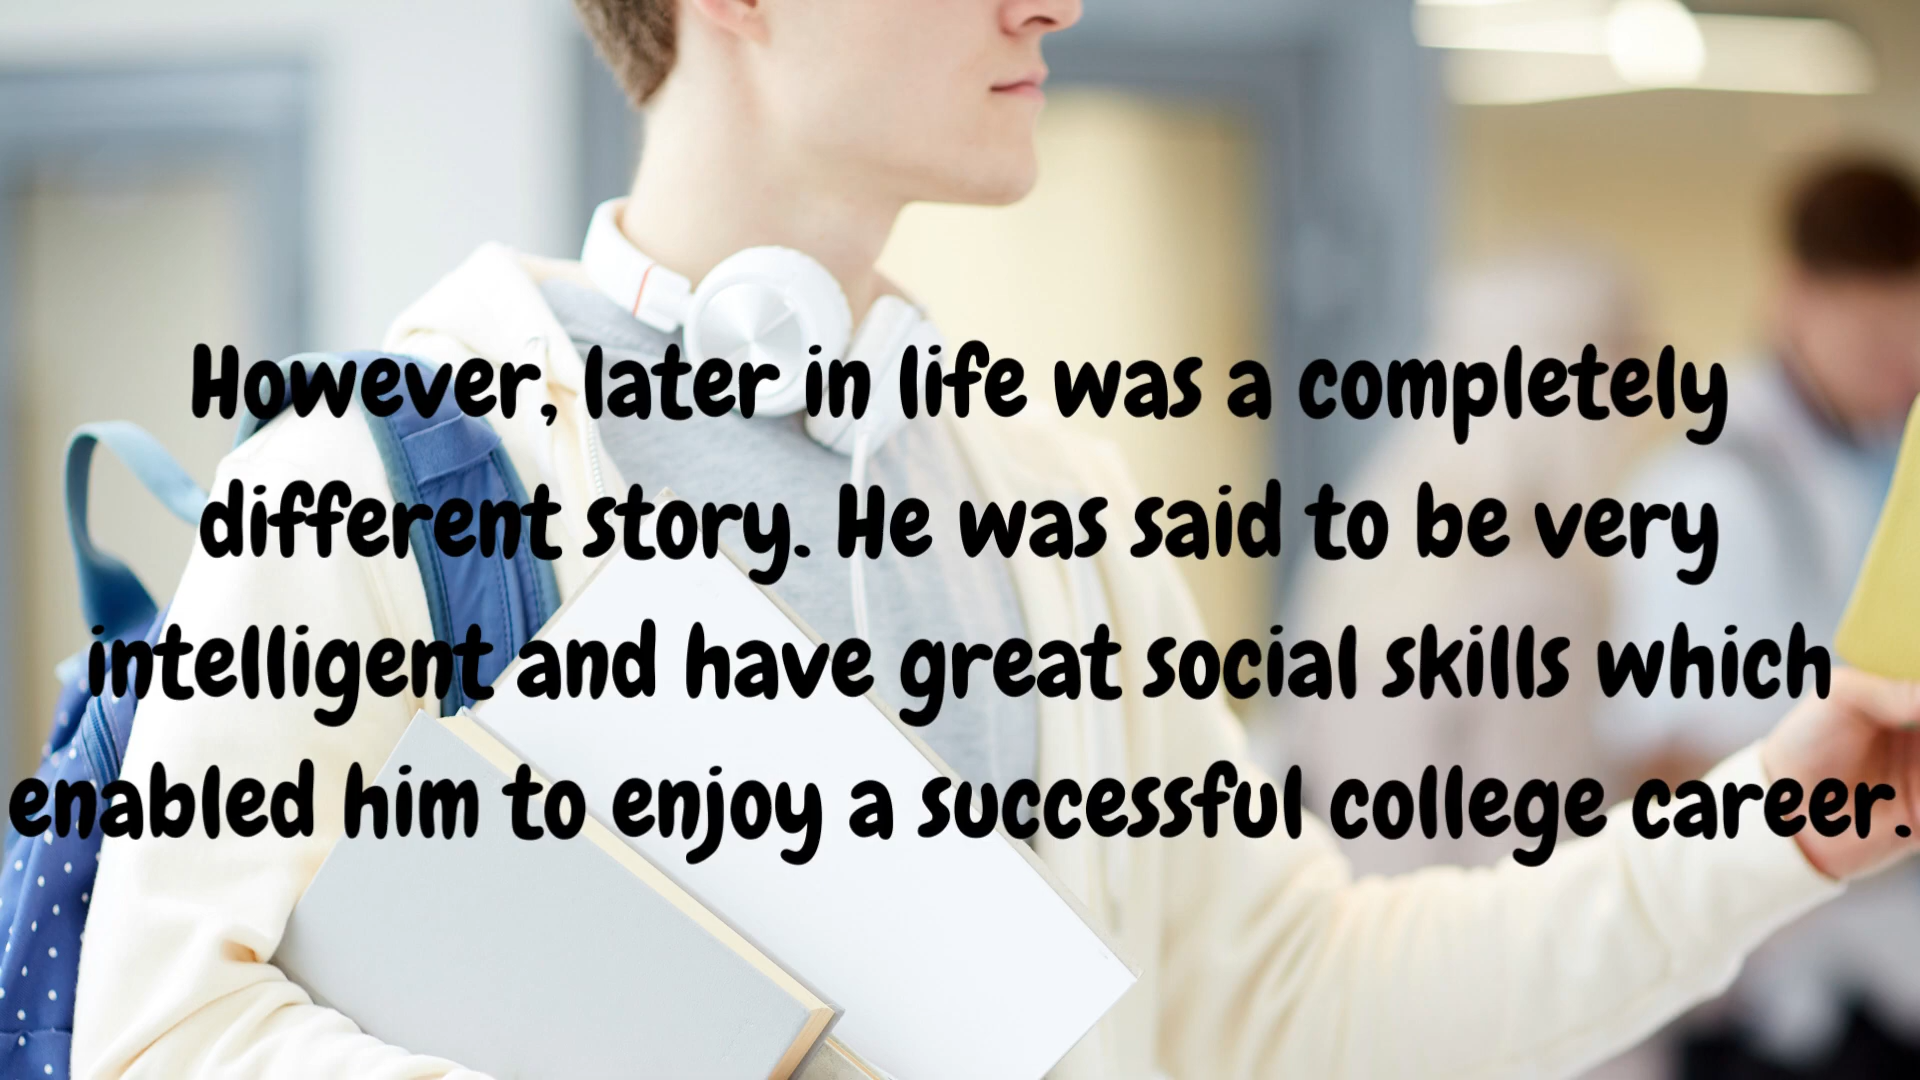 However, later in life was a completely
different story. He was said to be very
intelligent and have great social skills which
enabled him to enjoy a successful college career.